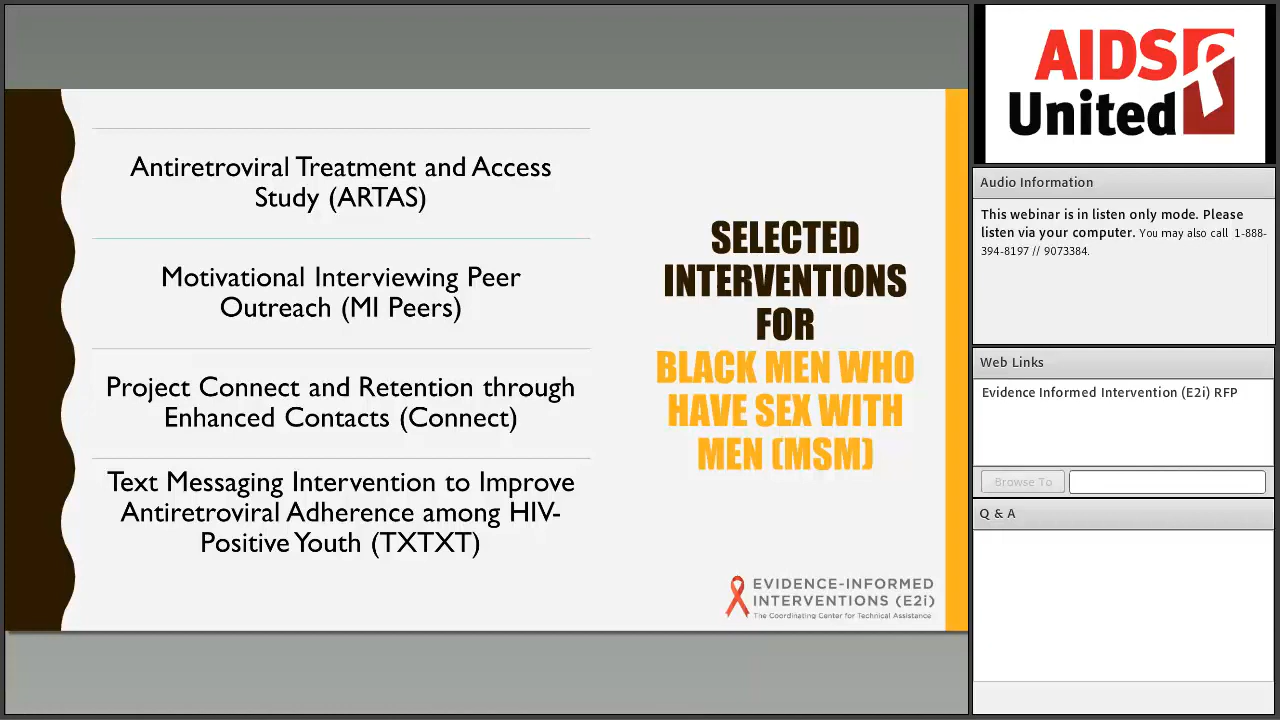 Antiretroviral Treatment and Access
Study (ARTAS)
Motivational Interviewing Peer
Outreach (MI Peers)
Project Connect and Retention through
Enhanced Contacts (Connect)
Text Messaging Intervention to Improve
Antiretroviral Adherence among HIV-
Positive Youth (TXTXT)
SELECTED
INTERVENTIONS
FOR
BLACK MEN WHO
HAVE SEX WITH
MEN (MSM)
EVIDENCE-INFORMED
INTERVENTIONS (E2i)
The Coordinating Center for Technical Assistance
AIDS
United
Audio Information
This webinar is in listen only mode. Please
listen via your computer. You may also call 1-888-
394-8197 // 9073384.
Web Links
Evidence Informed Intervention (E2i) RFP
Browse To
Q & A